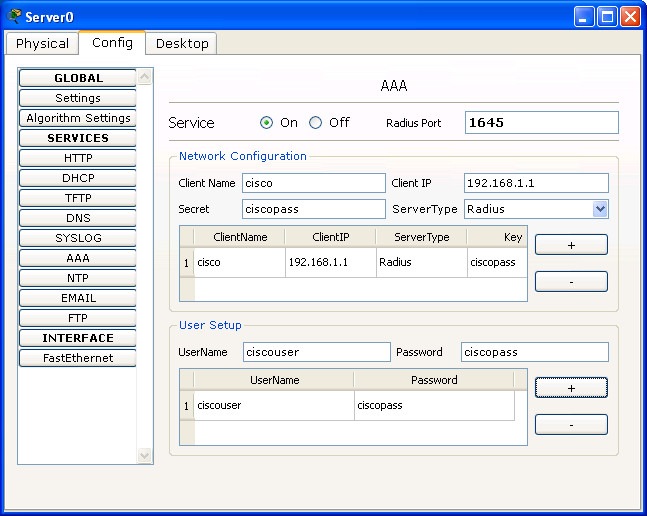 Server0
Physical Config Desktop
GLOBAL
Settings
Algorithm Settings
SERVICES
HTTP
DHCP
TFTP
DNS
SYSLOG
AAA
NTP
EMAIL
FTP
INTERFACE
FastEthernet
AAA
Service On Off Radius Port 1645
Network Configuration
Client Name cisco Client IP 192.168.1.1
Secret ciscopass ServerType Radius
ClientName ClientIP ServerType Key
1 cisco 192.168.1.1 Radius ciscopass
+
-
User Setup
UserName ciscouser Password ciscopass
UserName Password
1 ciscouser ciscopass
+
-